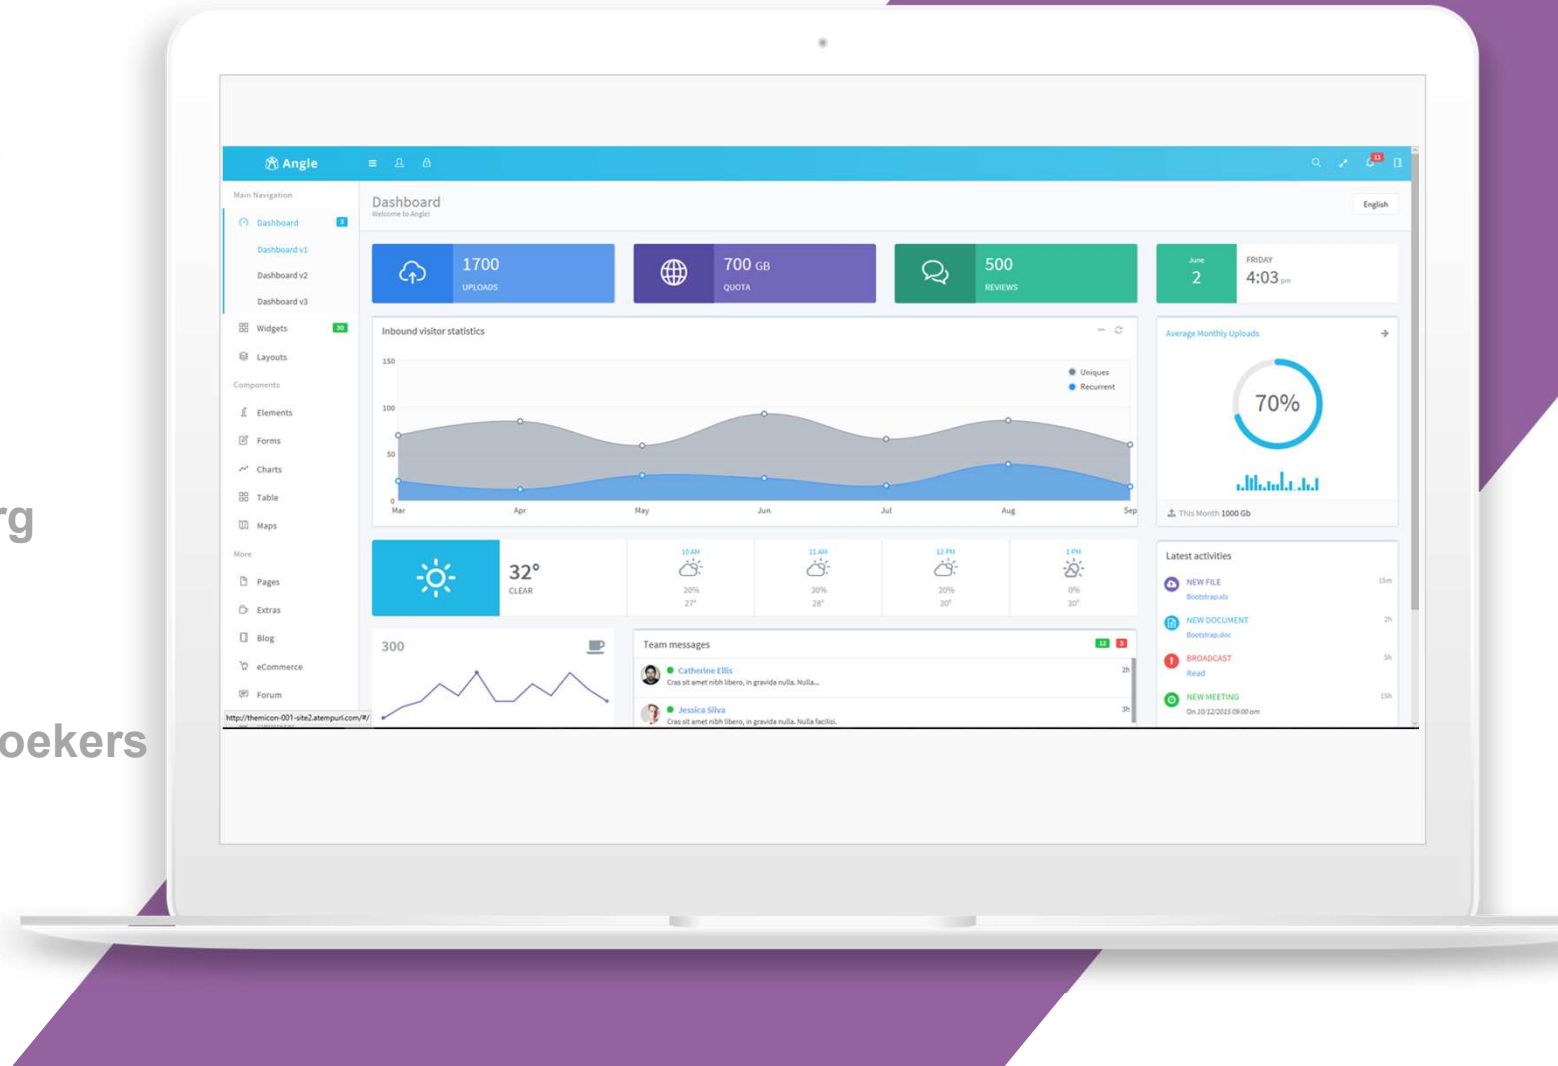 rg
oekers
Angle
11
Main Navigation
Dashboard
3
Dashboard v1
Dashboard v2
Dashboard v3
Widgets
30
Layouts
Components
Elements
Forms
Charts
Table
Maps
More
Pages
Extras
Blog
eCommerce
Forum
http://themicon-001-site2.atempurl.com/#/
Dashboard
Welcome to Angle!
English
1700
UPLOADS
700 GB
QUOTA
500
REVIEWS
June
2
FRIDAY
4:03 pm
Inbound visitor statistics
Uniques
Recurrent
150
100
50
0
Mar
Apr
May
Jun
Jul
Aug
Sep
Average Monthly Uploads
70%
This Month 1000 Gb
32°
CLEAR
10 AM
20%
27°
11 AM
30%
28°
12 PM
20%
30°
1 PM
0%
30°
300
Team messages
12
5
Catherine Ellis
2h
Cras sit amet nibh libero, in gravida nulla. Nulla...
Jessica Silva
3h
Cras sit amet nibh libero, in gravida nulla. Nulla facilisi.
Latest activities
NEW FILE
15m
Bootstrap.xls
NEW DOCUMENT
2h
Bootstrap.doc
BROADCAST
5h
Read
NEW MEETING
15h
On 10/12/2015 09:00 am